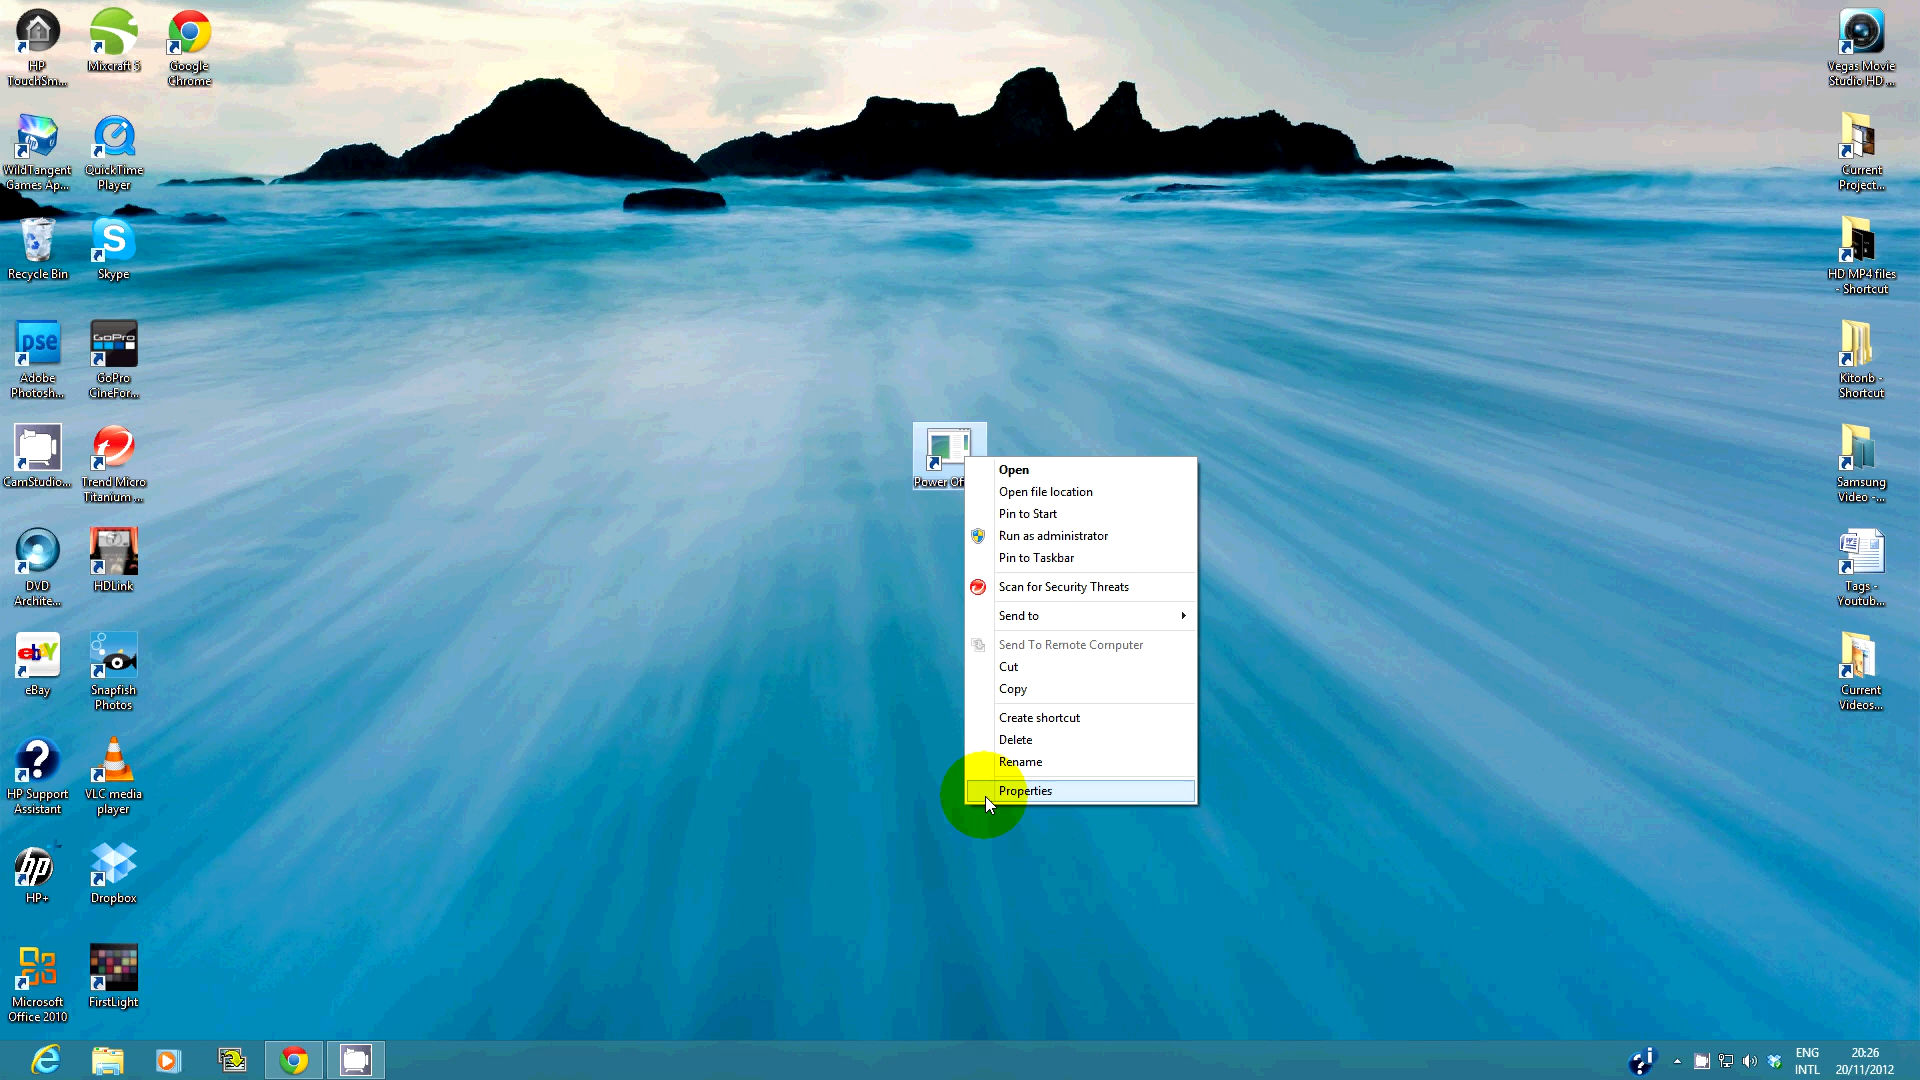 HP
TouchSm...
Mixcraft 5
Google
Chrome
WildTangent
Games Ap...
QuickTime
Player
Recycle Bin
Skype
pse
Adobe
Photosh...
GoPro
GoPro
CineFor...
CamStudio...
Trend Micro
Titanium ...
DVD
Archite...
HDLink
ebY
eBay
Snapfish
Photos
HP Support
Assistant
VLC media
player
hp
HP+
Dropbox
Microsoft
Office 2010
FirstLight
Power Of
Open
Open file location
Pin to Start
Run as administrator
Pin to Taskbar
Scan for Security Threats
Send to
Send To Remote Computer
Cut
Copy
Create shortcut
Delete
Rename
Properties
Vegas Movie
Studio HD ...
Current
Project...
HD MP4 files
- Shortcut
Kitonb -
Shortcut
Samsung
Video -...
Tags -
Youtub...
Current
Videos...
ENG
INTL
20:26
20/11/2012